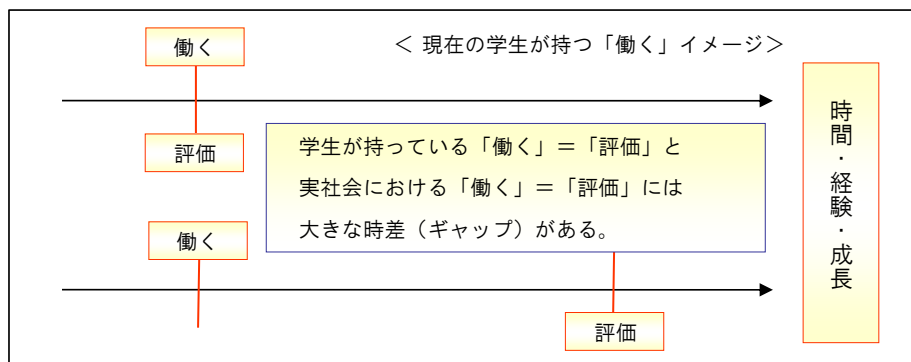 働く
＜ 現在の学生が持つ「働く」イメージ＞
評価
学生が持っている「働く」＝「評価」と
実社会における「働く」＝「評価」には
大きな時差（ギャップ）がある。
働く
評価
時間・経験・成長